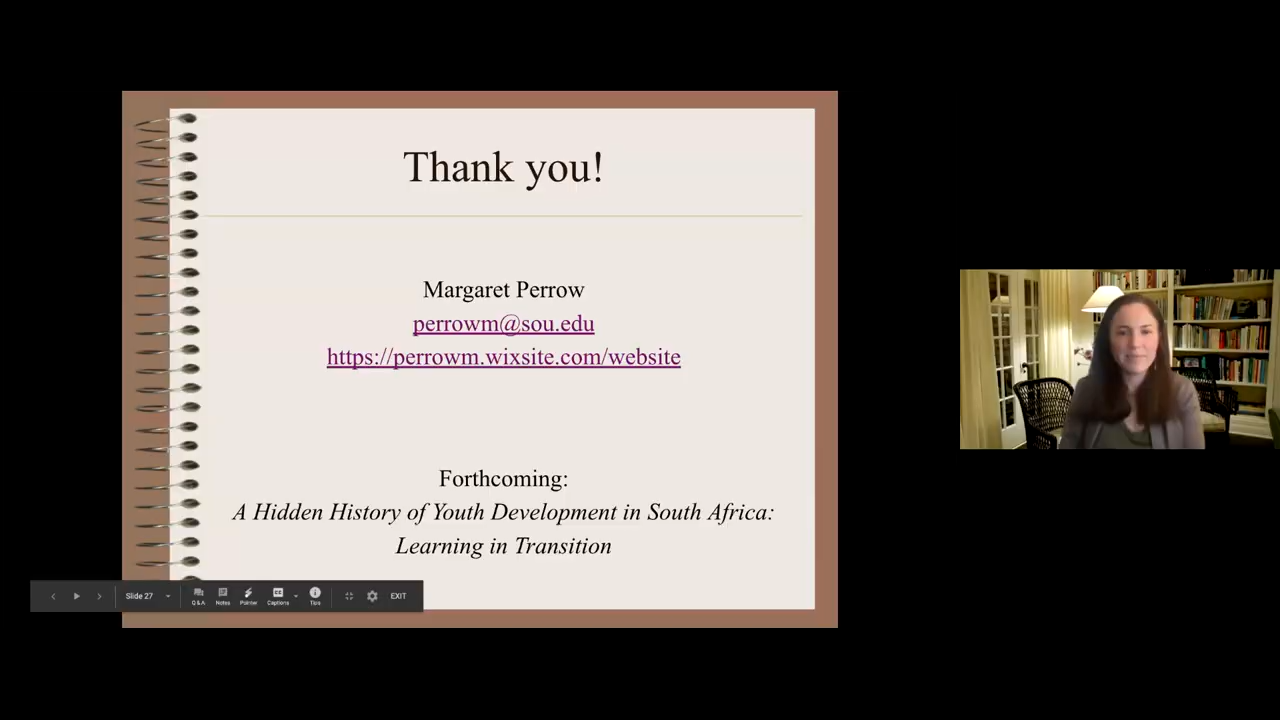 Thank you!
Margaret Perrow
perrowm@sou.edu
https://perrowm.wixsite.com/website
Forthcoming:
A Hidden History of Youth Development in South Africa:
Learning in Transition
Slide 27
Q&A Notes Pointer Captions Tips
EXIT